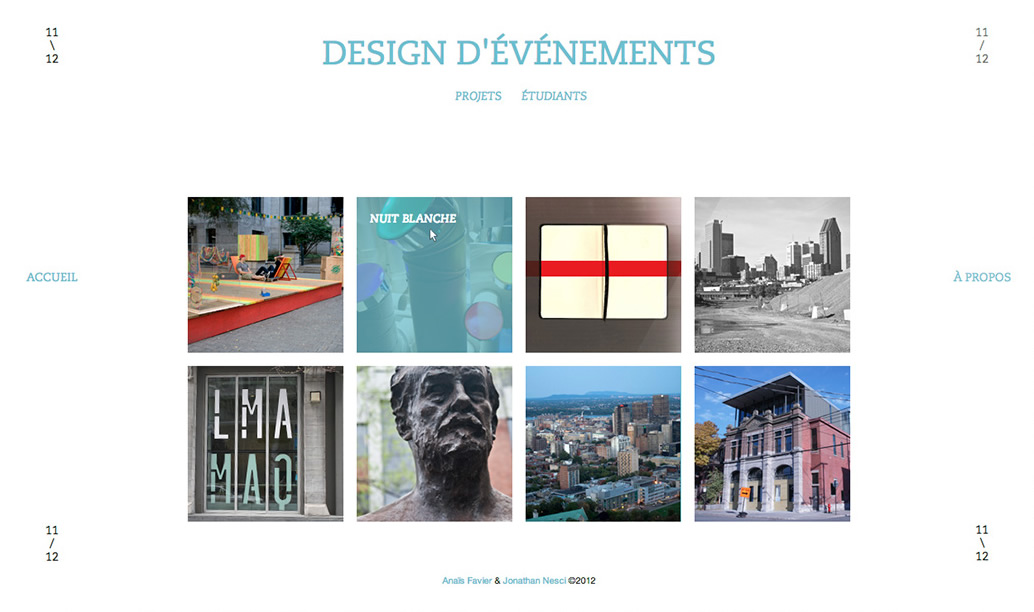 11
\
12
DESIGN D'ÉVÉNEMENTS
11
/
12
PROJETS ÉTUDIANTS
NUIT BLANCHE
ACCUEIL
À PROPOS
LMA
MAQ
11
/
12
11
\
12
Anaïs Favier & Jonathan Nesci ©2012